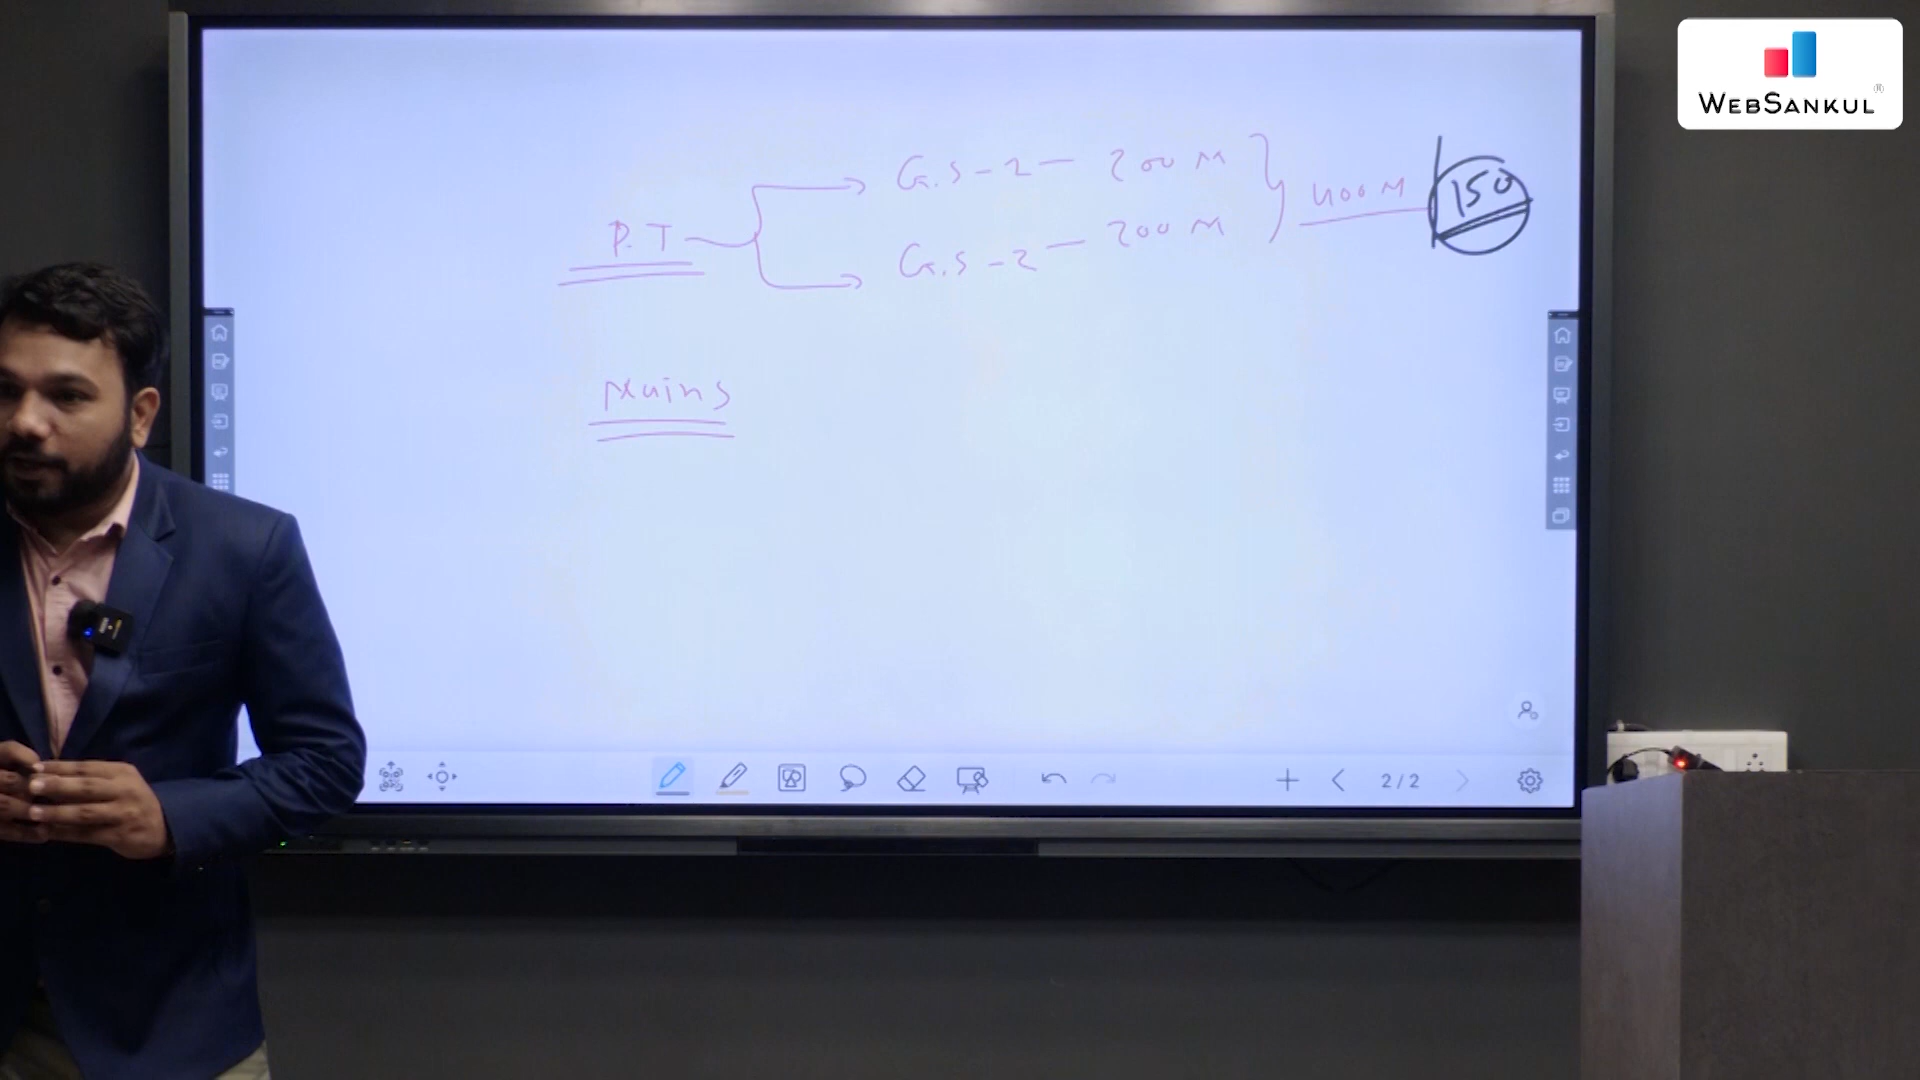 WEBSANKUL®
G.S-2 — 200 M
400 M
150
P.T
G.S-2 — 200 M
Mains
2/2